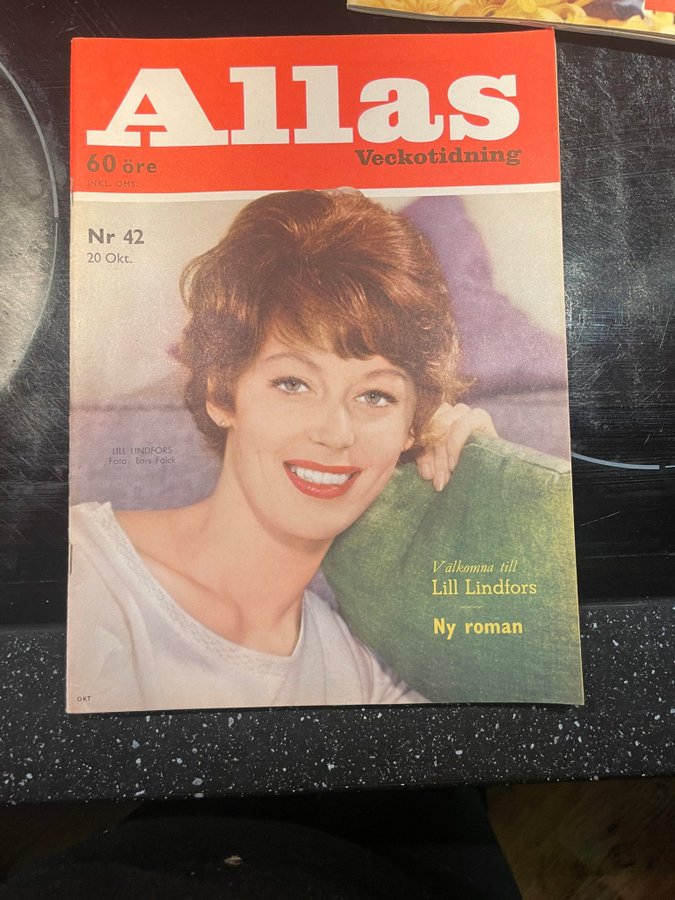 Allas
Veckotidning
60 öre
INKL. OMS.
Nr 42
20 Okt.
LILL LINDFORS
Foto: Lars Falck
Välkomna till
Lill Lindfors
Ny roman
OKT